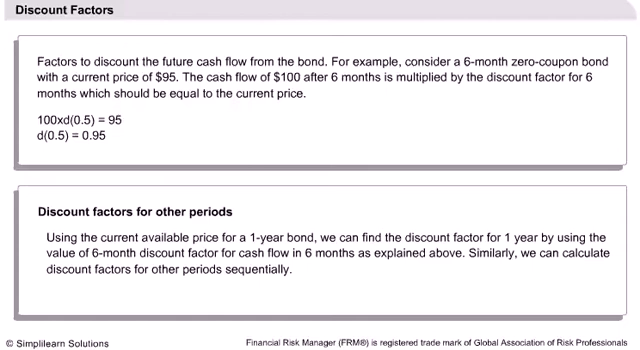 Discount Factors
Factors to discount the future cash flow from the bond. For example, consider a 6-month zero-coupon bond
with a current price of $95. The cash flow of $100 after 6 months is multiplied by the discount factor for 6
months which should be equal to the current price.
100xd(0.5) = 95
d(0.5) = 0.95
Discount factors for other periods
Using the current available price for a 1-year bond, we can find the discount factor for 1 year by using the
value of 6-month discount factor for cash flow in 6 months as explained above. Similarly, we can calculate
discount factors for other periods sequentially.
© Simplilearn Solutions
Financial Risk Manager (FRM®) is registered trade mark of Global Association of Risk Professionals